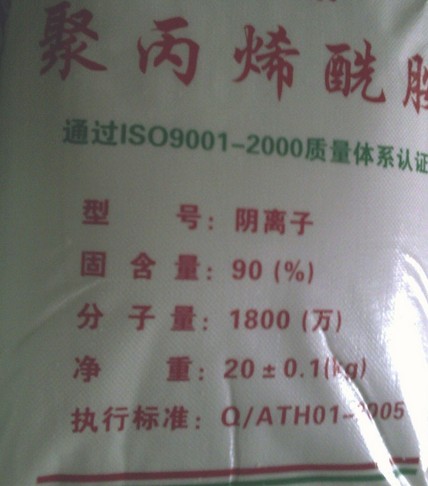 聚丙烯酰胺
通过ISO9001-2000质量体系认证
型 号：阴离子
固含量：90（%）
分子量：1800（万）
净 重：20±0.1(kg)
执行标准：Q/ATH01-2005